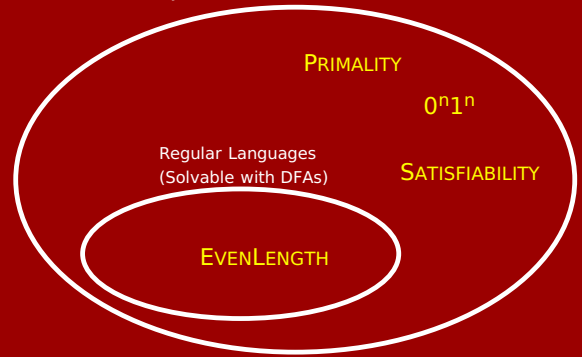 PRIMALITY
0ⁿ1ⁿ
Regular Languages
(Solvable with DFAs)
SATISFIABILITY
EVENLENGTH